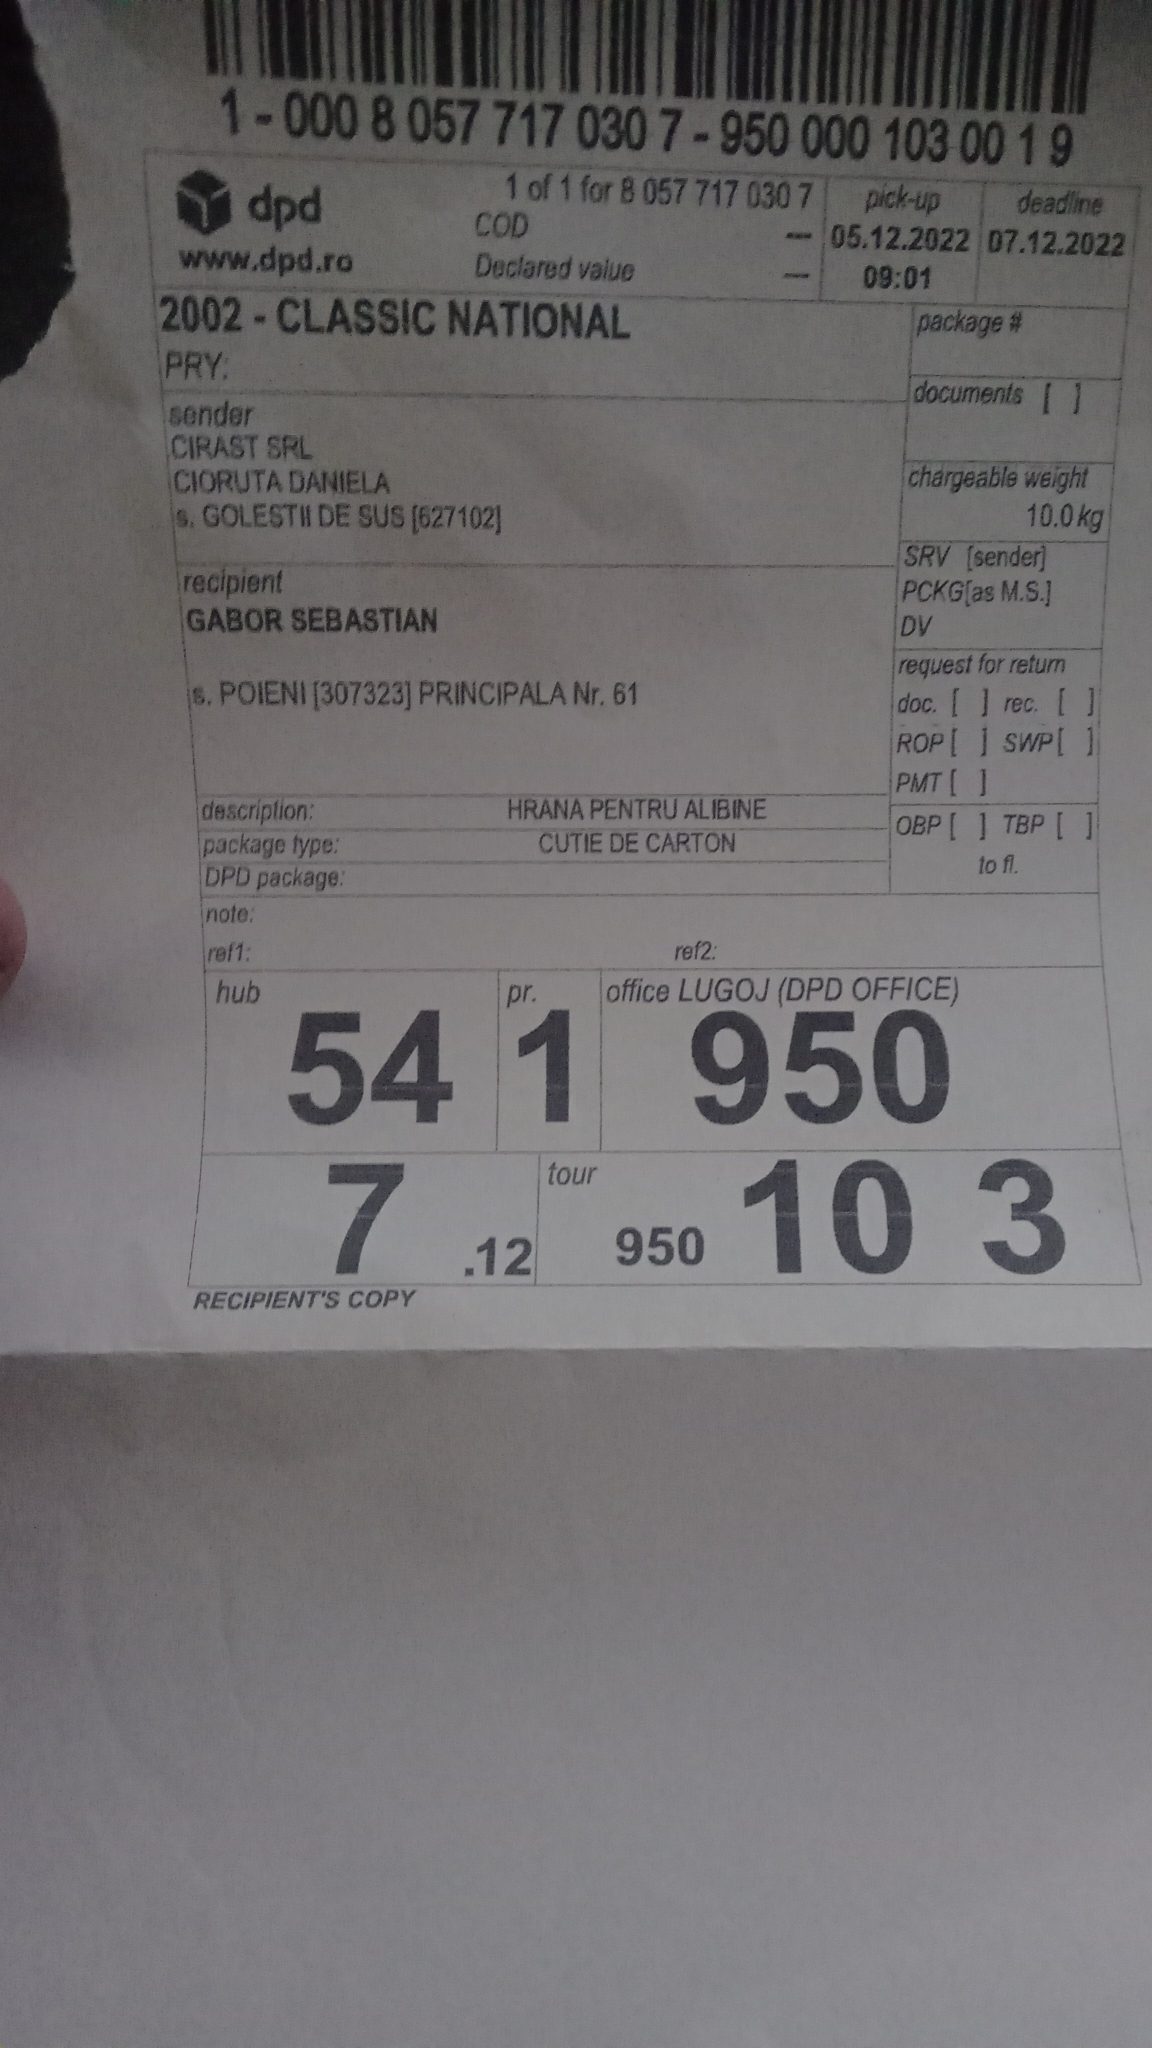 1 - 000 8 057 717 030 7 - 950 000 103 00 1 9
dpd
www.dpd.ro
1 of 1 for 8 057 717 030 7
COD ---
Declared value ---
pick-up
05.12.2022
09:01
deadline
07.12.2022
2002 - CLASSIC NATIONAL
PRY:
package #
documents [ ]
sender
CIRAST SRL
CIORUTA DANIELA
s. GOLESTII DE SUS [627102]
chargeable weight
10.0 kg
recipient
GABOR SEBASTIAN
s. POIENI [307323] PRINCIPALA Nr. 61
SRV [sender]
PCKG[as M.S.]
DV
request for return
doc. [ ] rec. [ ]
ROP [ ] SWP [ ]
PMT [ ]
OBP [ ] TBP [ ]
to fl.
description: HRANA PENTRU ALIBINE
package type: CUTIE DE CARTON
DPD package:
note:
ref1: ref2:
hub
54
pr.
1
office LUGOJ (DPD OFFICE)
950
7 .12
tour
950 10 3
RECIPIENT'S COPY